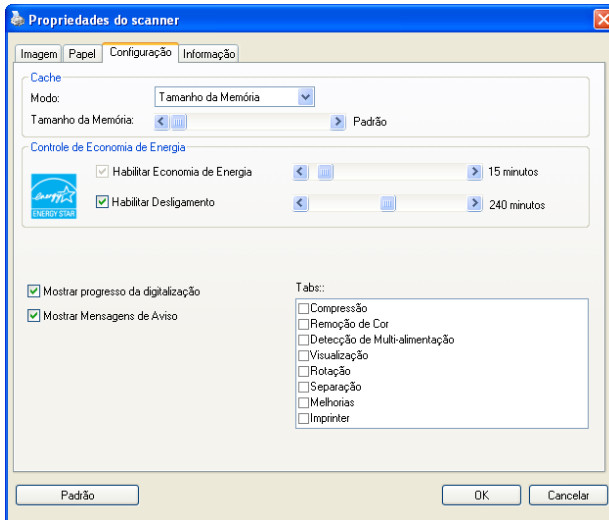 Propriedades do scanner
Imagem Papel Configuração Informação
Cache
Modo: Tamanho da Memória
Tamanho da Memória: Padrão
Controle de Economia de Energia
Habilitar Economia de Energia 15 minutos
energy
ENERGY STAR
Habilitar Desligamento 240 minutos
Mostrar progresso da digitalização
Mostrar Mensagens de Aviso
Tabs::
Compressão
Remoção de Cor
Detecção de Multi-alimentação
Visualização
Rotação
Separação
Melhorias
Imprinter
Padrão OK Cancelar